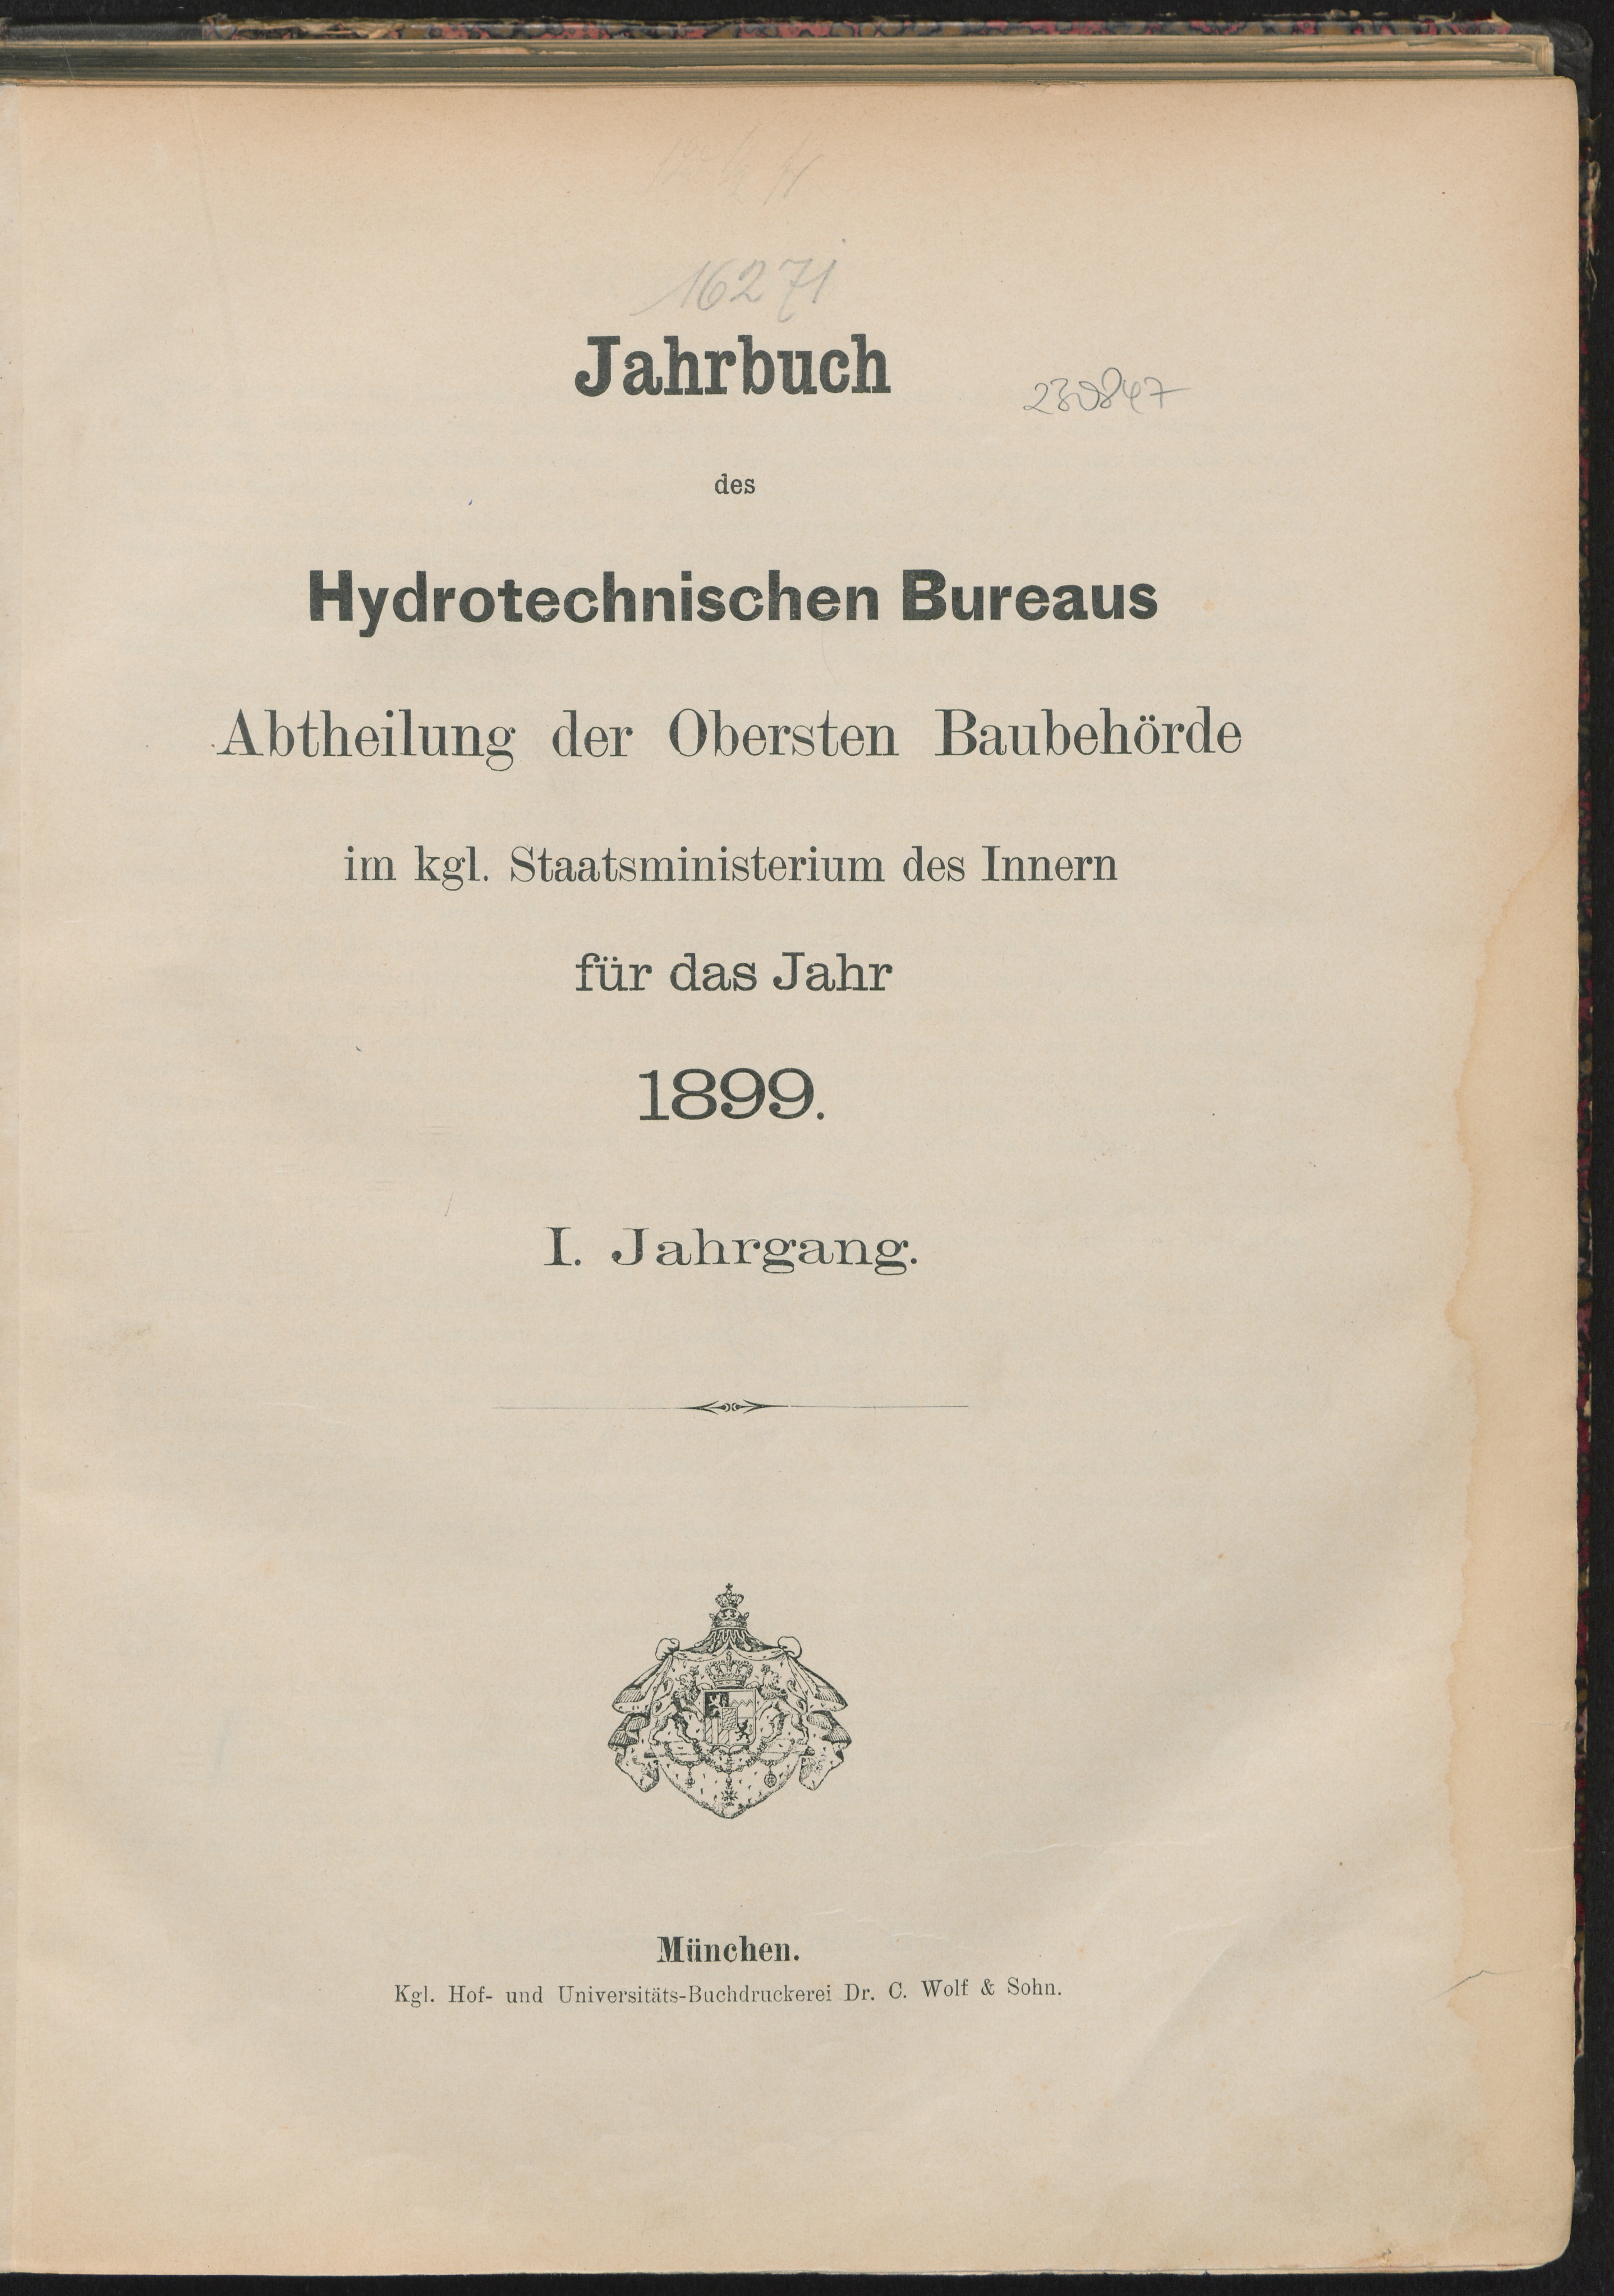 16271
Jahrbuch
239847
des
Hydrotechnischen Bureaus
Abtheilung der Obersten Baubehörde
im kgl. Staatsministerium des Innern
für das Jahr
1899.
I. Jahrgang.
München.
Kgl. Hof- und Universitäts-Buchdruckerei Dr. C. Wolf & Sohn.